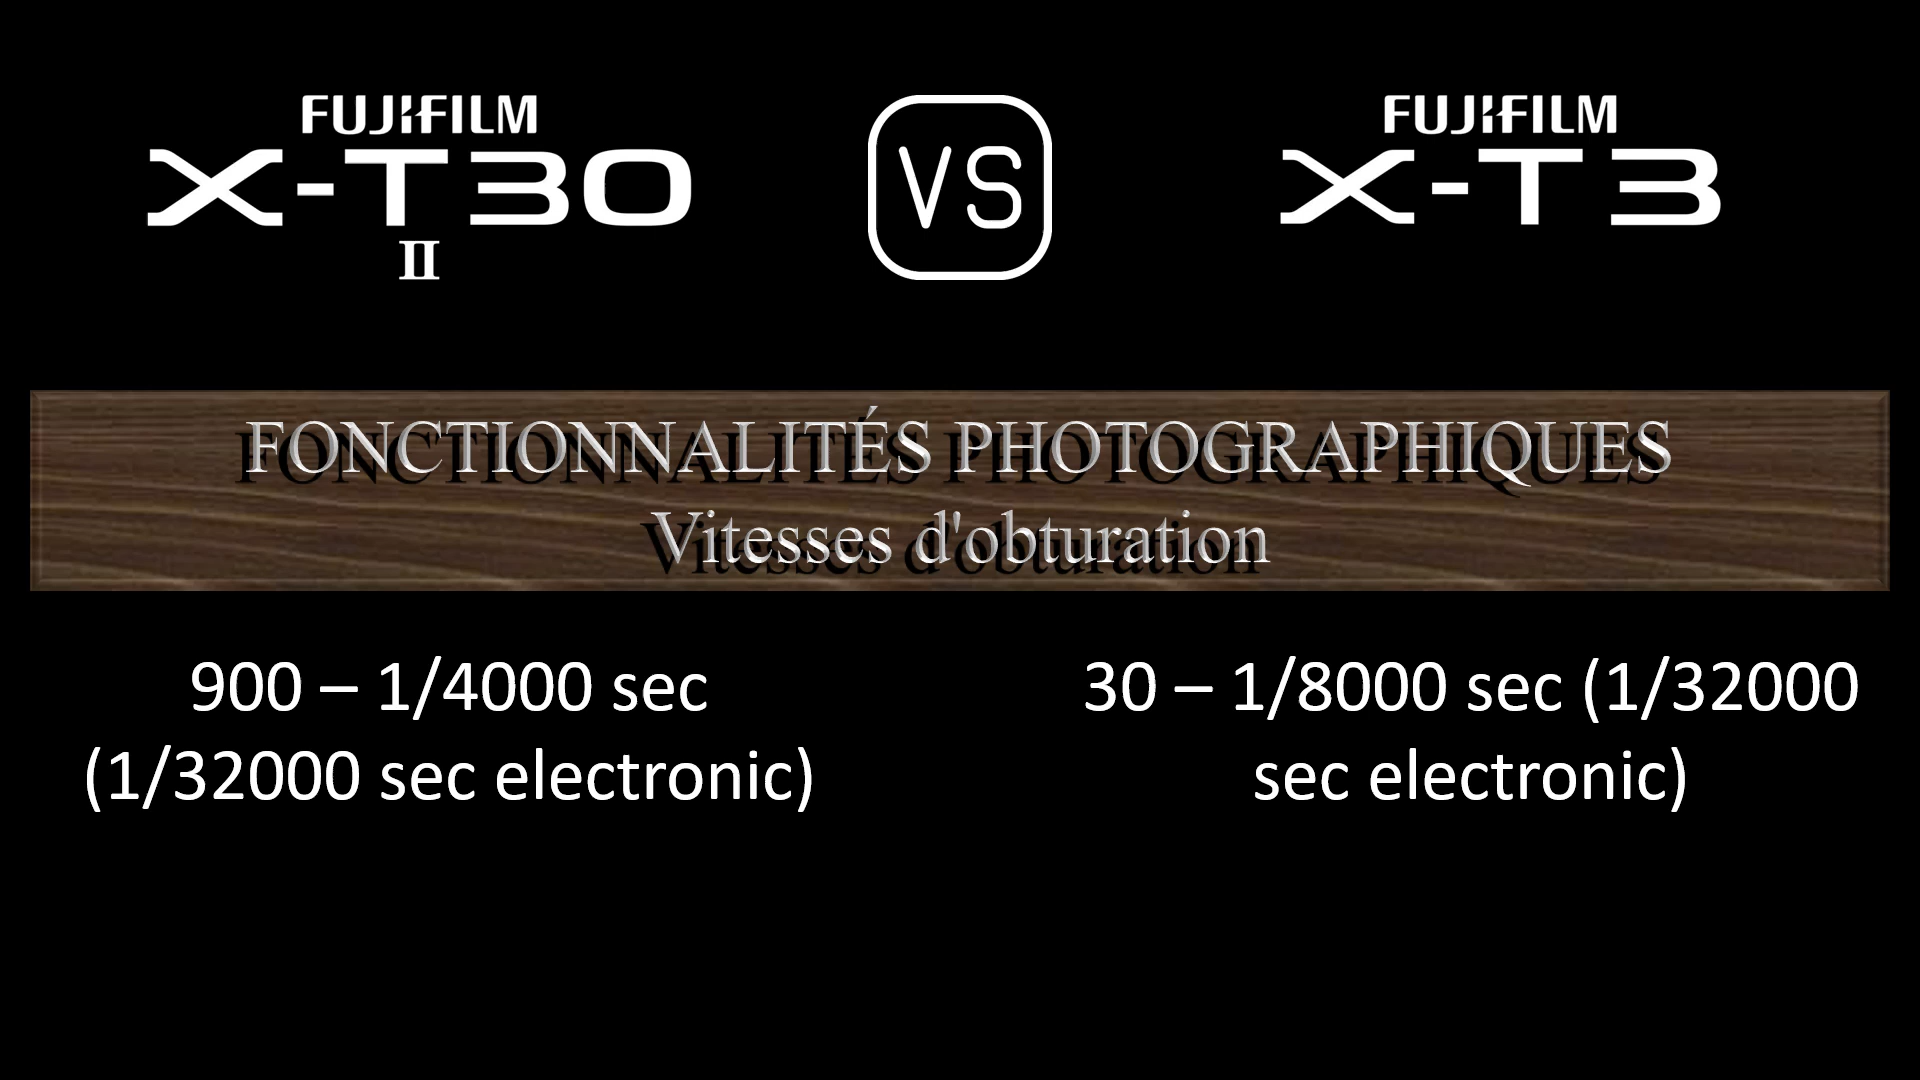 FUJIFILM
X-T30
II
VS
FUJIFILM
X-T3
FONCTIONNALITÉS PHOTOGRAPHIQUES
Vitesses d'obturation
900 – 1/4000 sec
(1/32000 sec electronic)
30 – 1/8000 sec (1/32000
sec electronic)